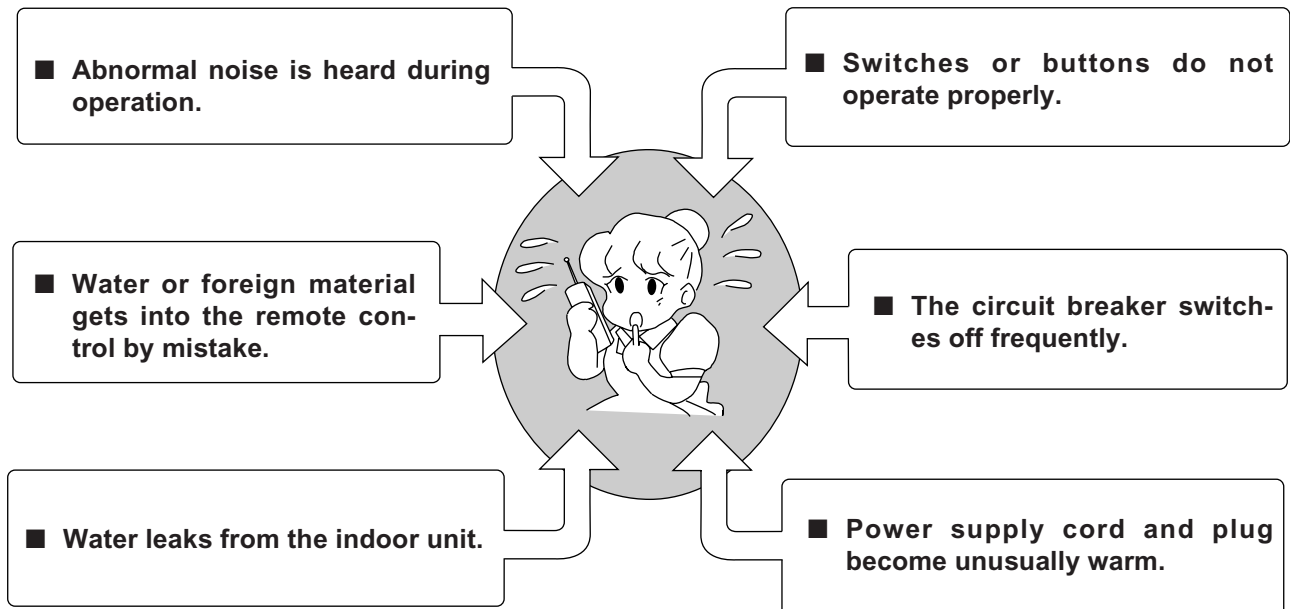 ■ Abnormal noise is heard during
operation.
■ Switches or buttons do not
operate properly.
■ Water or foreign material
gets into the remote con-
trol by mistake.
■ The circuit breaker switch-
es off frequently.
■ Water leaks from the indoor unit.
■ Power supply cord and plug
become unusually warm.